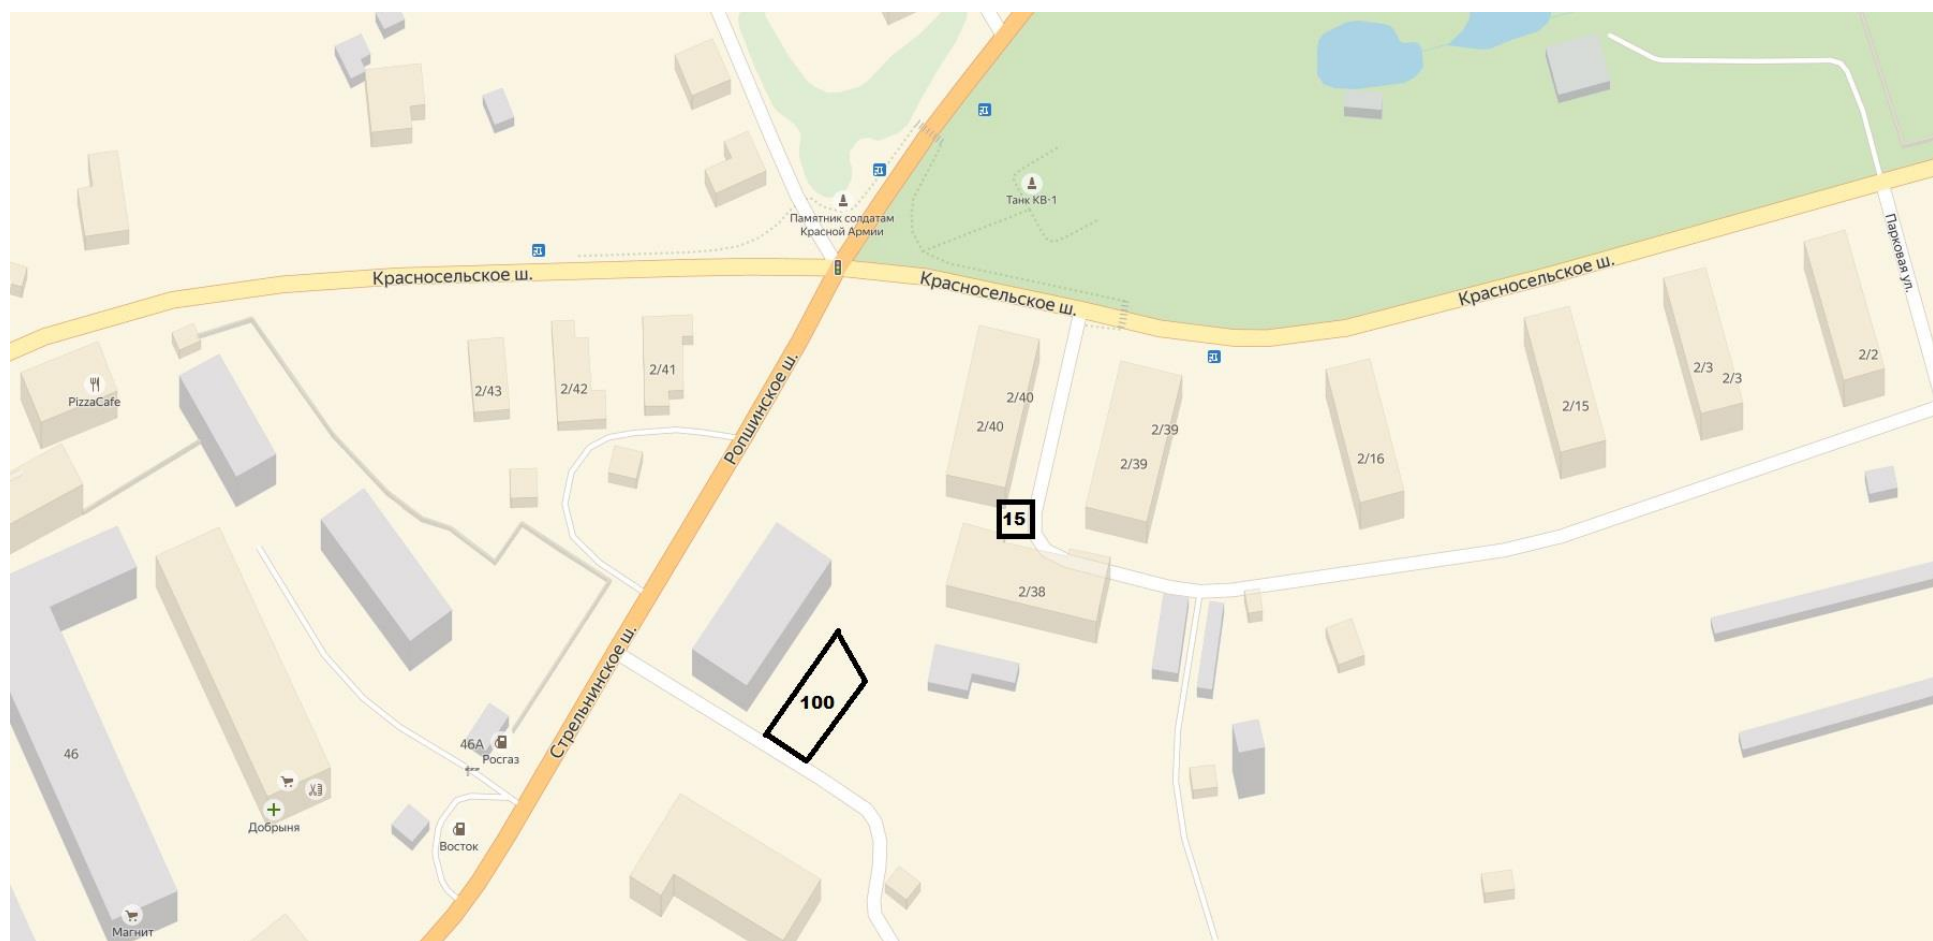 Памятник солдатам
Красной Армии
Танк КВ-1
Парковая ул.
Красносельское ш.
Красносельское ш.
Красносельское ш.
PizzaCafe
2/43
2/42
2/41
Ропшинское ш.
2/40
2/40
2/39
2/39
2/16
2/15
2/3
2/3
2/2
15
2/38
Стрельнинское ш.
100
46
46А
Росгаз
Добрыня
Восток
Магнит